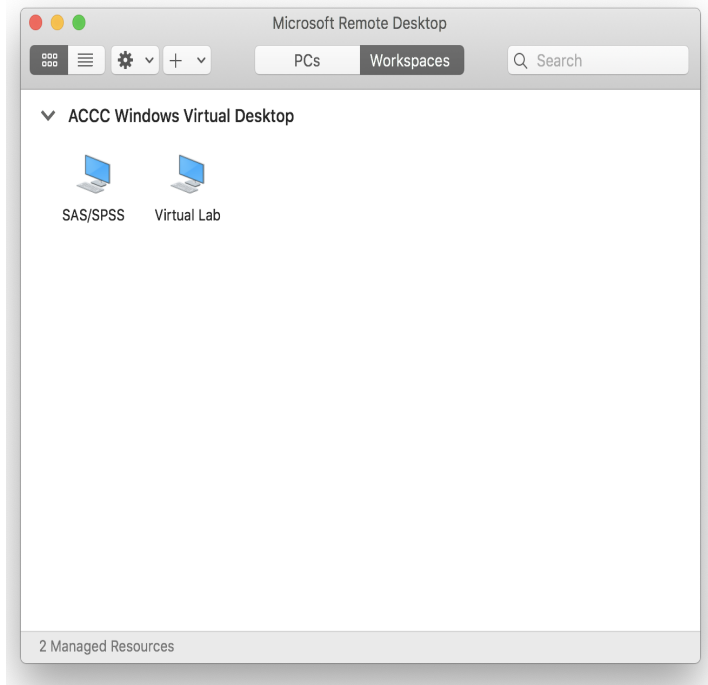 Microsoft Remote Desktop
PCs Workspaces Search
ACCC Windows Virtual Desktop
SAS/SPSS Virtual Lab
2 Managed Resources